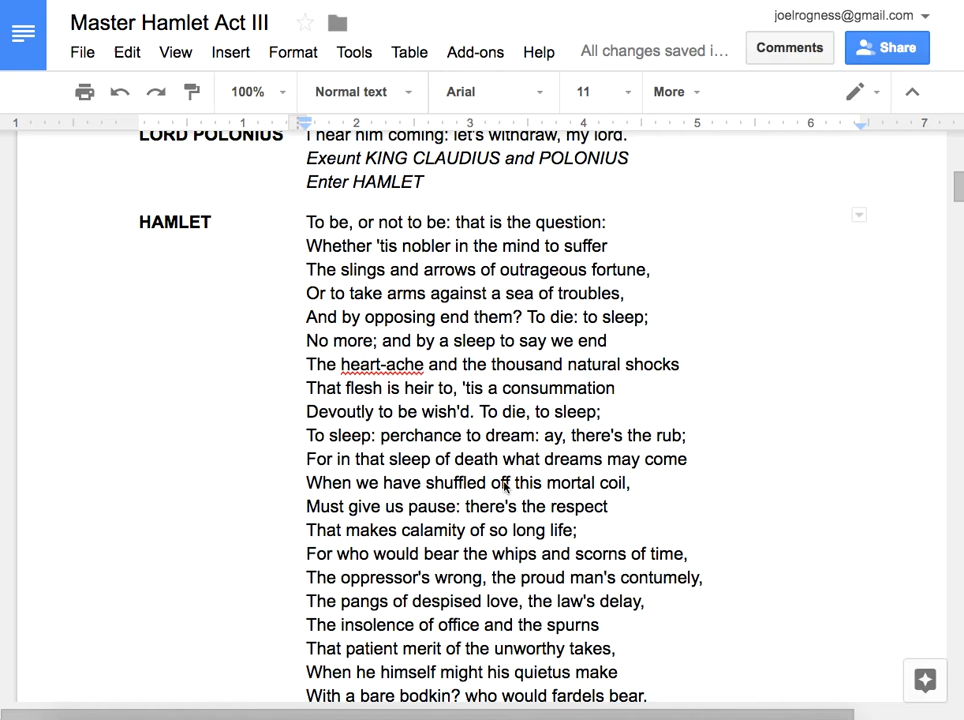 Master Hamlet Act III
joelrogness@gmail.com
File Edit View Insert Format Tools Table Add-ons Help All changes saved i… Comments Share
100% Normal text Arial 11 More
1 1 2 3 4 5 6 7
LORD POLONIUS I hear him coming: let's withdraw, my lord.
Exeunt KING CLAUDIUS and POLONIUS
Enter HAMLET
HAMLET To be, or not to be: that is the question:
Whether 'tis nobler in the mind to suffer
The slings and arrows of outrageous fortune,
Or to take arms against a sea of troubles,
And by opposing end them? To die: to sleep;
No more; and by a sleep to say we end
The heart-ache and the thousand natural shocks
That flesh is heir to, 'tis a consummation
Devoutly to be wish'd. To die, to sleep;
To sleep: perchance to dream: ay, there's the rub;
For in that sleep of death what dreams may come
When we have shuffled off this mortal coil,
Must give us pause: there's the respect
That makes calamity of so long life;
For who would bear the whips and scorns of time,
The oppressor's wrong, the proud man's contumely,
The pangs of despised love, the law's delay,
The insolence of office and the spurns
That patient merit of the unworthy takes,
When he himself might his quietus make
With a bare bodkin? who would fardels bear,